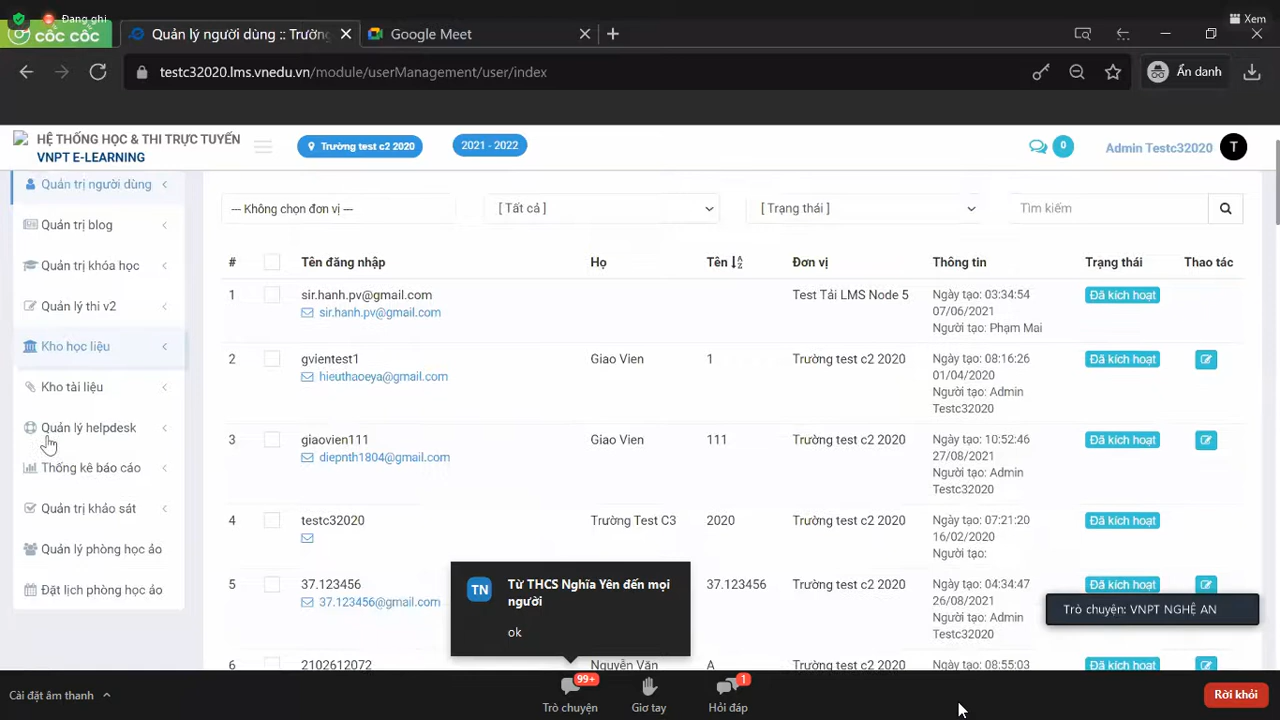 Đang ghi
Xem
cốc cốc
Quản lý người dùng :: Trườn
Google Meet
testc32020.lms.vnedu.vn/module/userManagement/user/index
Ẩn danh
HỆ THỐNG HỌC & THI TRỰC TUYẾN
VNPT E-LEARNING
Trường test c2 2020
2021 - 2022
0
Admin Testc32020
T
Quản trị người dùng
Quản trị blog
Quản trị khóa học
Quản lý thi v2
Kho học liệu
Kho tài liệu
Quản lý helpdesk
Thống kê báo cáo
Quản trị khảo sát
Quản lý phòng học ảo
Đặt lịch phòng học ảo
--- Không chọn đơn vị ---
[ Tất cả ]
[ Trạng thái ]
Tìm kiếm
# Tên đăng nhập Họ Tên Đơn vị Thông tin Trạng thái Thao tác
1 sir.hanh.pv@gmail.com Test Tải LMS Node 5 Ngày tạo: 03:34:54 Đã kích hoạt
sir.hanh.pv@gmail.com 07/06/2021
Người tạo: Phạm Mai
2 gvientest1 Giao Vien 1 Trường test c2 2020 Ngày tạo: 08:16:26 Đã kích hoạt
hieuthaoeya@gmail.com 01/04/2020
Người tạo: Admin
Testc32020
3 giaovien111 Giao Vien 111 Trường test c2 2020 Ngày tạo: 10:52:46 Đã kích hoạt
diepnth1804@gmail.com 27/08/2021
Người tạo: Admin
Testc32020
4 testc32020 Trường Test C3 2020 Trường test c2 2020 Ngày tạo: 07:21:20 Đã kích hoạt
16/02/2020
Người tạo:
5 37.123456 37.123456 Trường test c2 2020 Ngày tạo: 04:34:47 Đã kích hoạt
37.123456@gmail.com 26/08/2021
Người tạo: Admin
Testc32020
6 2102612072 Nguyễn Văn A Trường test c2 2020 Ngày tạo: 08:55:03 Đã kích hoạt
TN
Từ THCS Nghĩa Yên đến mọi
người
ok
Trò chuyện: VNPT NGHỆ AN
Cài đặt âm thanh
99+
Trò chuyện
Giơ tay
1
Hỏi đáp
Rời khỏi